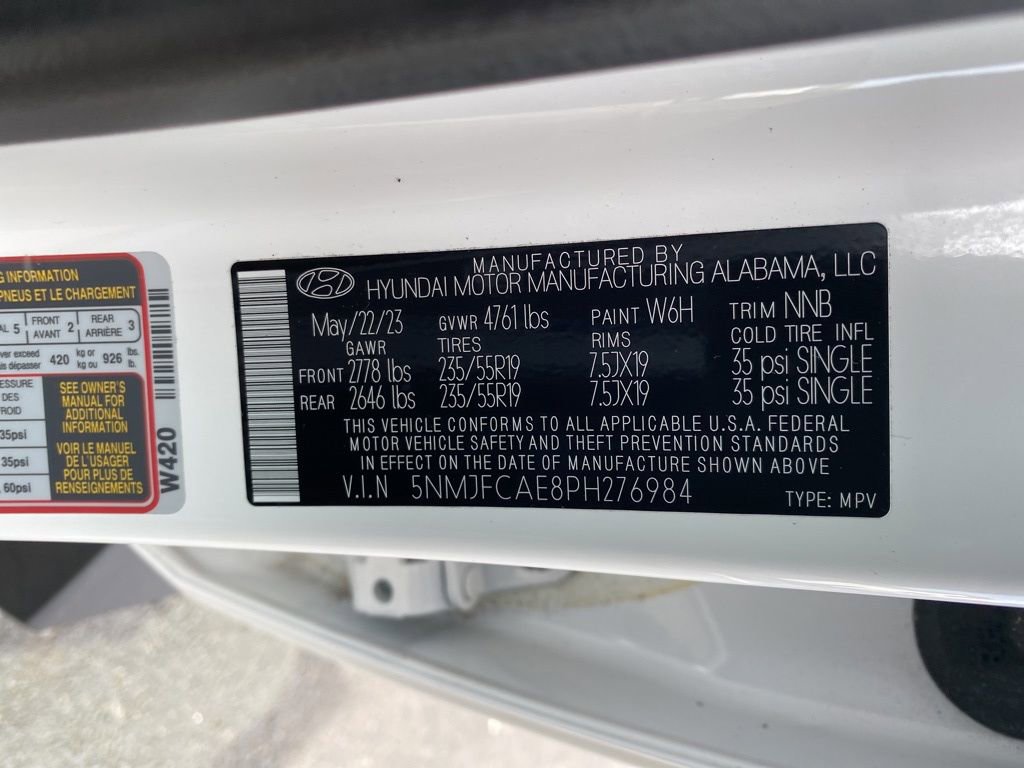 G INFORMATION
PNEUS ET LE CHARGEMENT
AL 5 FRONT AVANT 2 REAR ARRIÈRE 3
ver exceed 420 kg or 926 lbs.
is dépasser kg ou lb.
ESSURE
DES
ROID
35psi
35psi
, 60psi
SEE OWNER'S
MANUAL FOR
ADDITIONAL
INFORMATION
VOIR LE MANUEL
DE L'USAGER
POUR PLUS DE
RENSEIGNEMENTS
W420
MANUFACTURED BY
HYUNDAI MOTOR MANUFACTURING ALABAMA, LLC
May/22/23 GVWR 4761 lbs PAINT W6H TRIM NNB
GAWR TIRES RIMS COLD TIRE INFL
FRONT 2778 lbs 235/55R19 7.5JX19 35 psi SINGLE
REAR 2646 lbs 235/55R19 7.5JX19 35 psi SINGLE
THIS VEHICLE CONFORMS TO ALL APPLICABLE U.S.A. FEDERAL
MOTOR VEHICLE SAFETY AND THEFT PREVENTION STANDARDS
IN EFFECT ON THE DATE OF MANUFACTURE SHOWN ABOVE
V.I.N 5NMJFCAE8PH276984
TYPE: MPV